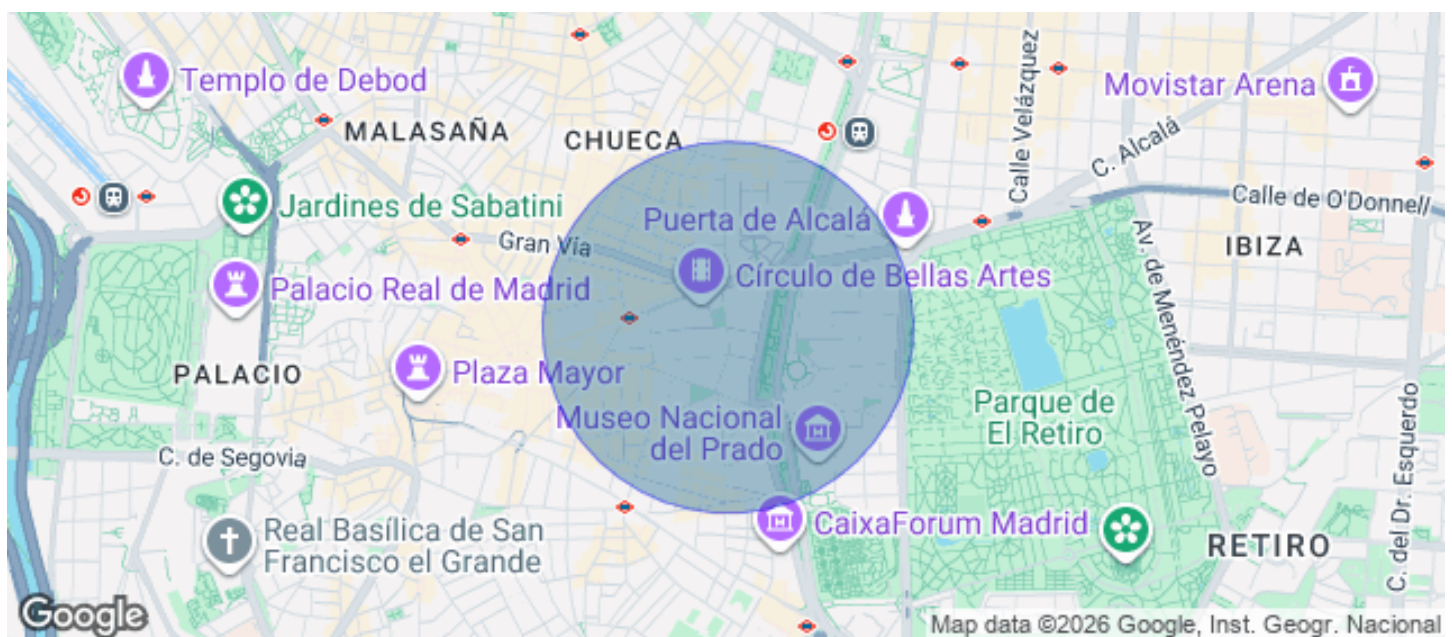 Templo de Debod
MALASAÑA
CHUECA
Calle Velázquez
Movistar Arena
C. Alcalá
Jardines de Sabatini
Gran Vía
Puerta de Alcalá
Calle de O'Donnell
IBIZA
Palacio Real de Madrid
Círculo de Bellas Artes
Av. de Menéndez Pelayo
PALACIO
Plaza Mayor
Museo Nacional
del Prado
Parque de
El Retiro
C. de Segovia
C. del Dr. Esquerdo
Real Basílica de San
Francisco el Grande
CaixaForum Madrid
RETIRO
Google
Map data ©2026 Google, Inst. Geogr. Nacional